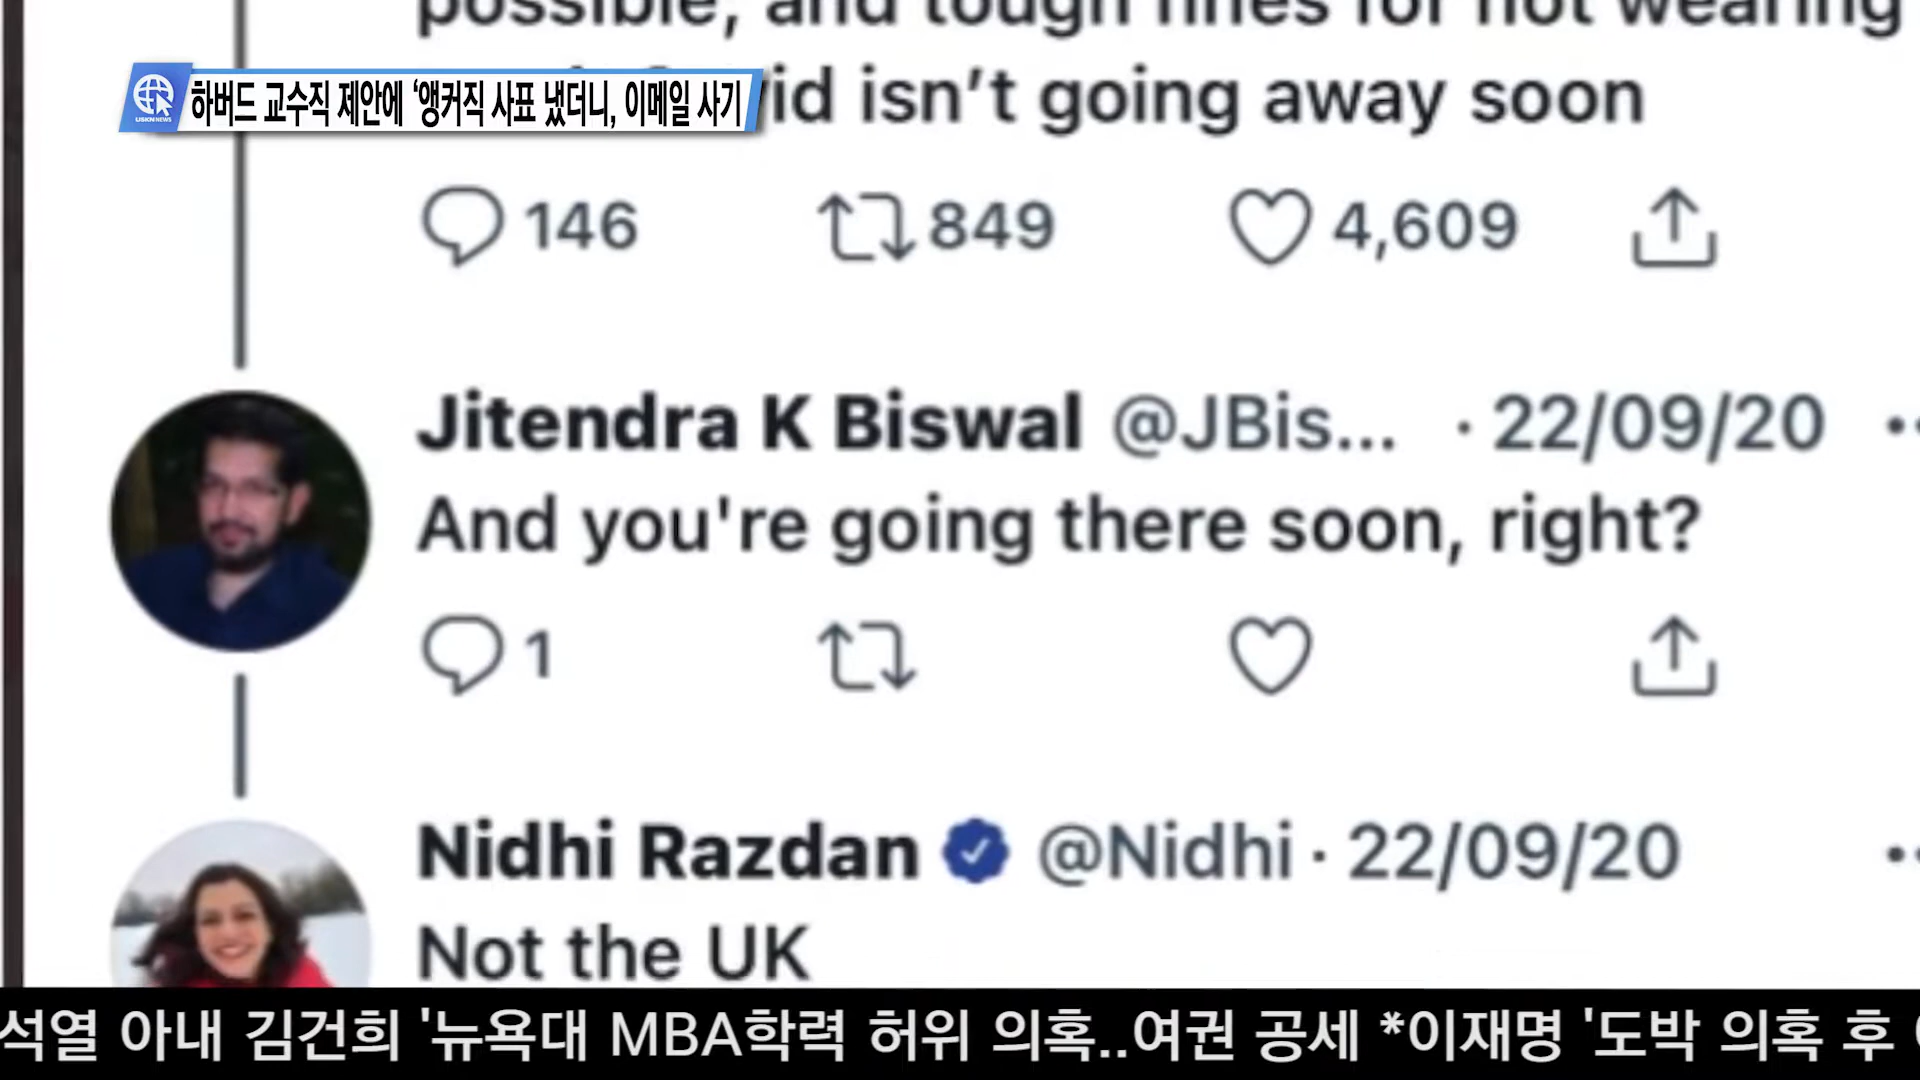 possible, and tough fines for not wearing
하버드 교수직 제안에 ‘앵커직 사표 냈더니, 이메일 사기
USKN NEWS
isn’t going away soon
146 849 4,609
Jitendra K Biswal @JBis... · 22/09/20
And you're going there soon, right?
1
Nidhi Razdan @Nidhi · 22/09/20
Not the UK
석열 아내 김건희 '뉴욕대 MBA학력 허위 의혹..여권 공세 *이재명 '도박 의혹 후